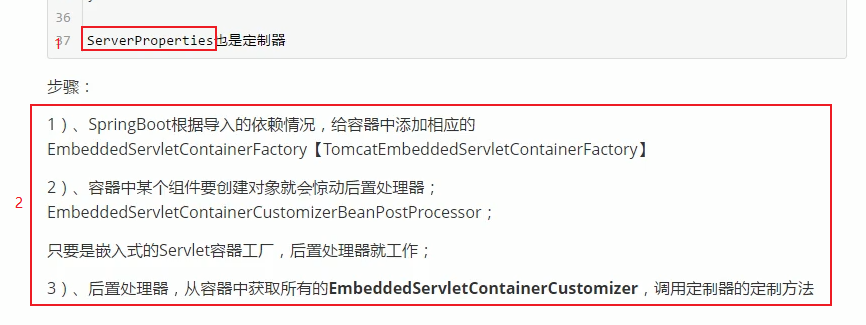 36
37 ServerProperties也是定制器
1
步骤：
1）、SpringBoot根据导入的依赖情况，给容器中添加相应的
EmbeddedServletContainerFactory【TomcatEmbeddedServletContainerFactory】
2）、容器中某个组件要创建对象就会惊动后置处理器；
2
EmbeddedServletContainerCustomizerBeanPostProcessor；
只要是嵌入式的Servlet容器工厂，后置处理器就工作；
3）、后置处理器，从容器中获取所有的EmbeddedServletContainerCustomizer，调用定制器的定制方法